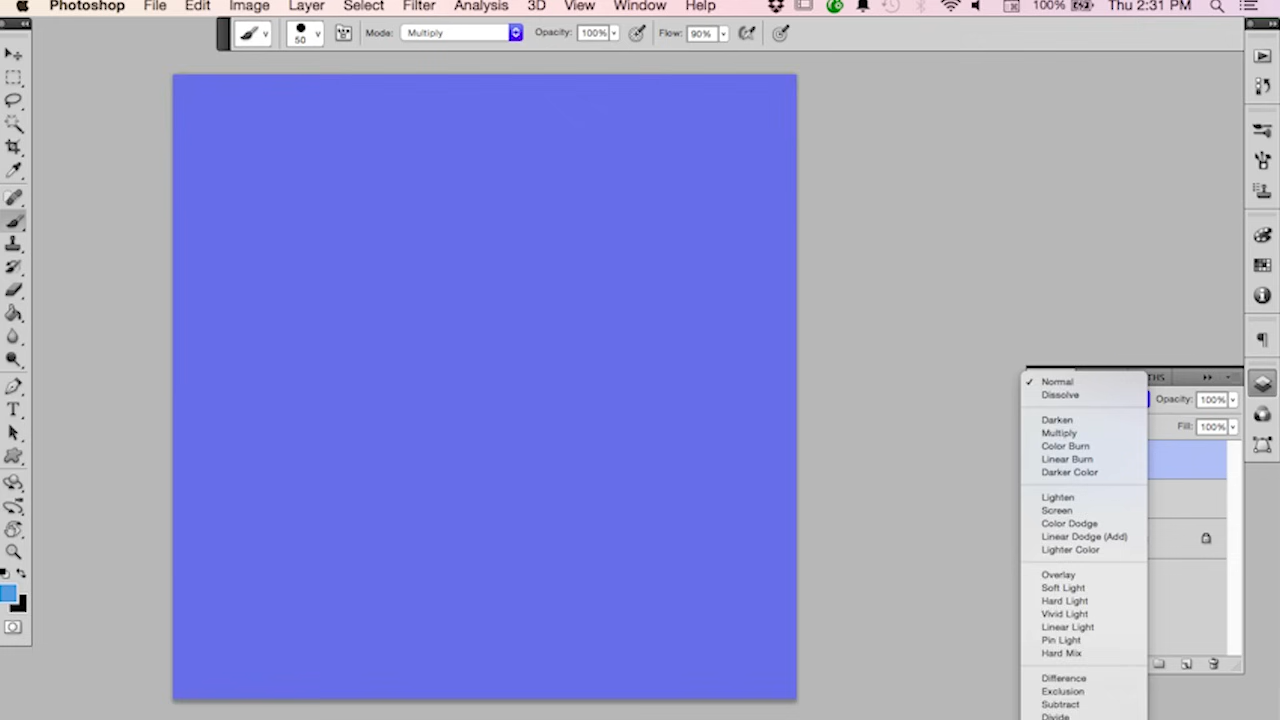 Photoshop File Edit Image Layer Select Filter Analysis 3D View Window Help 100% Thu 2:31 PM
50 Mode: Multiply Opacity: 100% Flow: 90%
THS
Normal
Opacity: 100%
Dissolve
Fill: 100%
Darken
Multiply
Color Burn
Linear Burn
Darker Color
Lighten
Screen
Color Dodge
Linear Dodge (Add)
Lighter Color
Overlay
Soft Light
Hard Light
Vivid Light
Linear Light
Pin Light
Hard Mix
Difference
Exclusion
Subtract
Divide